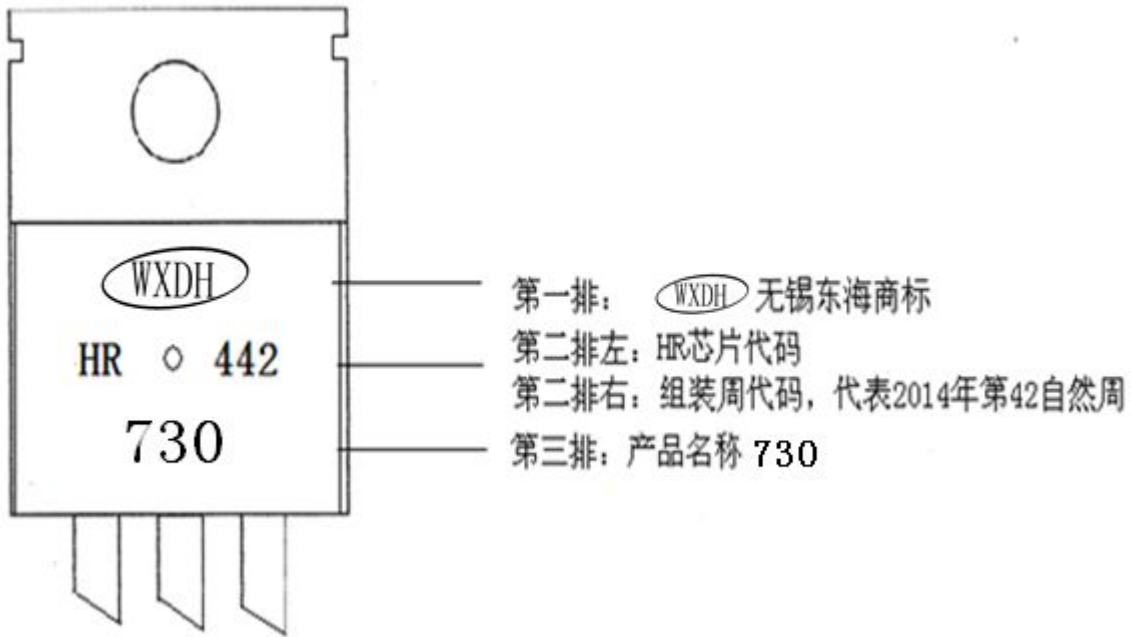 WXDH
HR 442
730
第一排： WXDH 无锡东海商标
第二排左：HR芯片代码
第二排右：组装周代码，代表2014年第42自然周
第三排：产品名称 730